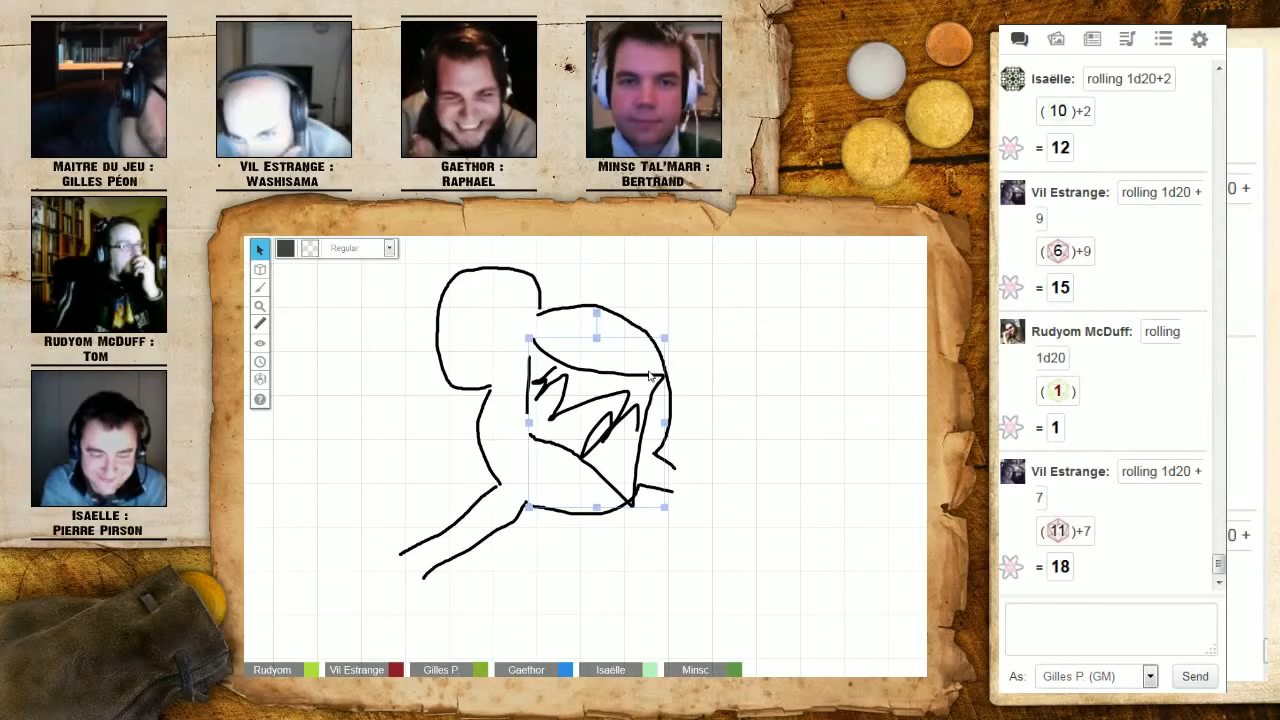 MAITRE DU JEU :
GILLES PÉON
VIL ESTRANGE :
WASHISAMA
GAETHOR :
RAPHAEL
MINSC TAL'MARR :
BERTRAND
RUDYOM MCDUFF :
TOM
ISAELLE :
PIERRE PIRSON
Regular
Rudyom
Vil Estrange
Gilles P.
Gaethor
Isaelle
Minsc
Isaëlle: rolling 1d20+2
( 10 )+2
= 12
Vil Estrange: rolling 1d20 +
9
( 6 )+9
= 15
Rudyom McDuff: rolling
1d20
( 1 )
= 1
Vil Estrange: rolling 1d20 +
7
( 11 )+7
= 18
As: Gilles P. (GM) Send
0 +
0 +